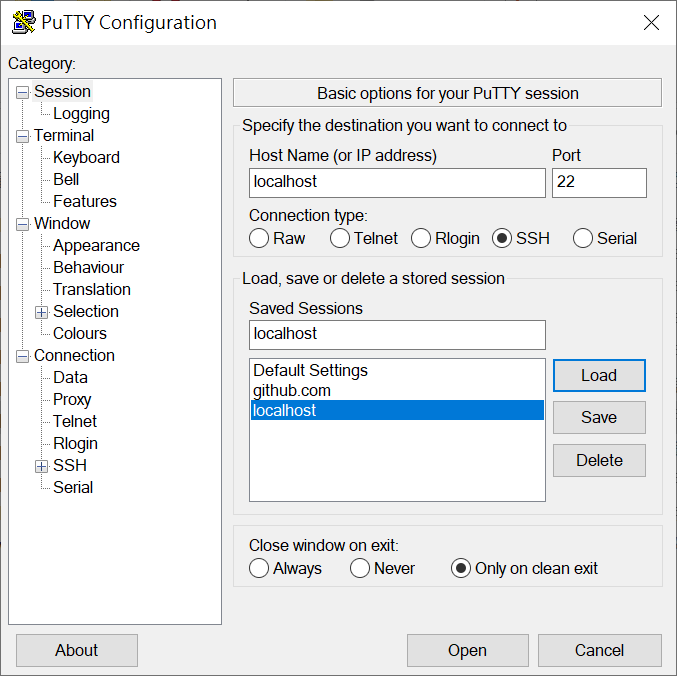 PuTTY Configuration
Category:
Session
Logging
Terminal
Keyboard
Bell
Features
Window
Appearance
Behaviour
Translation
Selection
Colours
Connection
Data
Proxy
Telnet
Rlogin
SSH
Serial
Basic options for your PuTTY session
Specify the destination you want to connect to
Host Name (or IP address) Port
localhost 22
Connection type:
Raw Telnet Rlogin SSH Serial
Load, save or delete a stored session
Saved Sessions
localhost
Default Settings
github.com
localhost
Load
Save
Delete
Close window on exit:
Always Never Only on clean exit
About Open Cancel